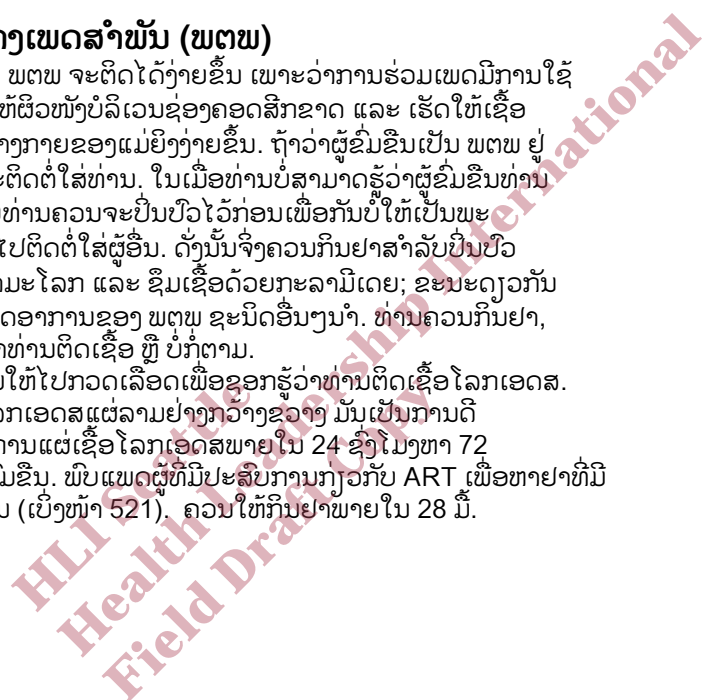 າງເພດສຳພັນ (ພຕພ)
ພຕພ ຈະຕິດໄດ້ງ່າຍຂຶ້ນ ເພາະວ່າການຮ່ວມເພດມີການໃຊ້
ຫ້ຜິວໜັງບໍລິເວນຊ່ອງຄອດສີກຂາດ ແລະ ເຮັດໃຫ້ເຊື້ອ
າງກາຍຂອງແມ່ຍິງງ່າຍຂຶ້ນ. ຖ້າວ່າຜູ້ຂົ່ມຂືນເປັນ ພຕພ ຢູ່
ະຕິດຕໍ່ໃສ່ທ່ານ. ໃນເມື່ອທ່ານບໍ່ສາມາດຮູ້ວ່າຜູ້ຂົ່ມຂືນທ່ານ
ທ່ານຄວນຈະປິ່ນປົວໄວ້ກ່ອນເພື່ອກັນບໍ່ໃຫ້ເປັນພະ
ໄປຕິດຕໍ່ໃສ່ຜູ້ອື່ນ. ດັ່ງນັ້ນຈິ່ງຄວນກິນຢາສຳລັບປິ່ນປົວ
າມະໂລກ ແລະ ຊຶມເຊື້ອດ້ວຍກະລາມີເດຍ; ຂະນະດຽວກັນ
ດອາການຂອງ ພຕພ ຊະນິດອື່ນໆນຳ. ທ່ານຄວນກິນຢາ,
າທ່ານຕິດເຊື້ອ ຫຼື ບໍ່ກໍ່ຕາມ.
ໃຫ້ໄປກວດເລືອດເພື່ອຊອກຮູ້ວ່າທ່ານຕິດເຊື້ອໂລກເອດສ.
ລກເອດສແຜ່ລາມຢ່າງກວ້າງຂວາງ ມັນເປັນການດີ
ການແຜ່ເຊື້ອໂລກເອດສພາຍໃນ 24 ຊົ່ວໂມງຫາ 72
ົ່ມຂືນ. ພົບແພດຜູ້ທີ່ມີປະສົບການກ່ຽວກັບ ART ເພື່ອຫາຢາທີ່ມີ
ນ (ເບິ່ງໜ້າ 521). ຄວນໃຫ້ກິນຢາພາຍໃນ 28 ມື້.
HLI Seattle
Health Leadership International
Field Draft Copy